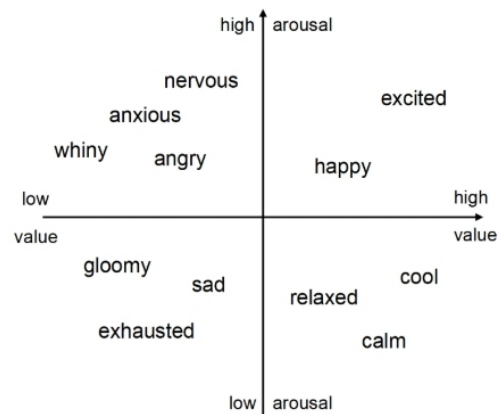 high arousal
nervous
excited
anxious
whiny
angry
happy
low
high
value
value
gloomy
sad
cool
relaxed
exhausted
calm
low arousal